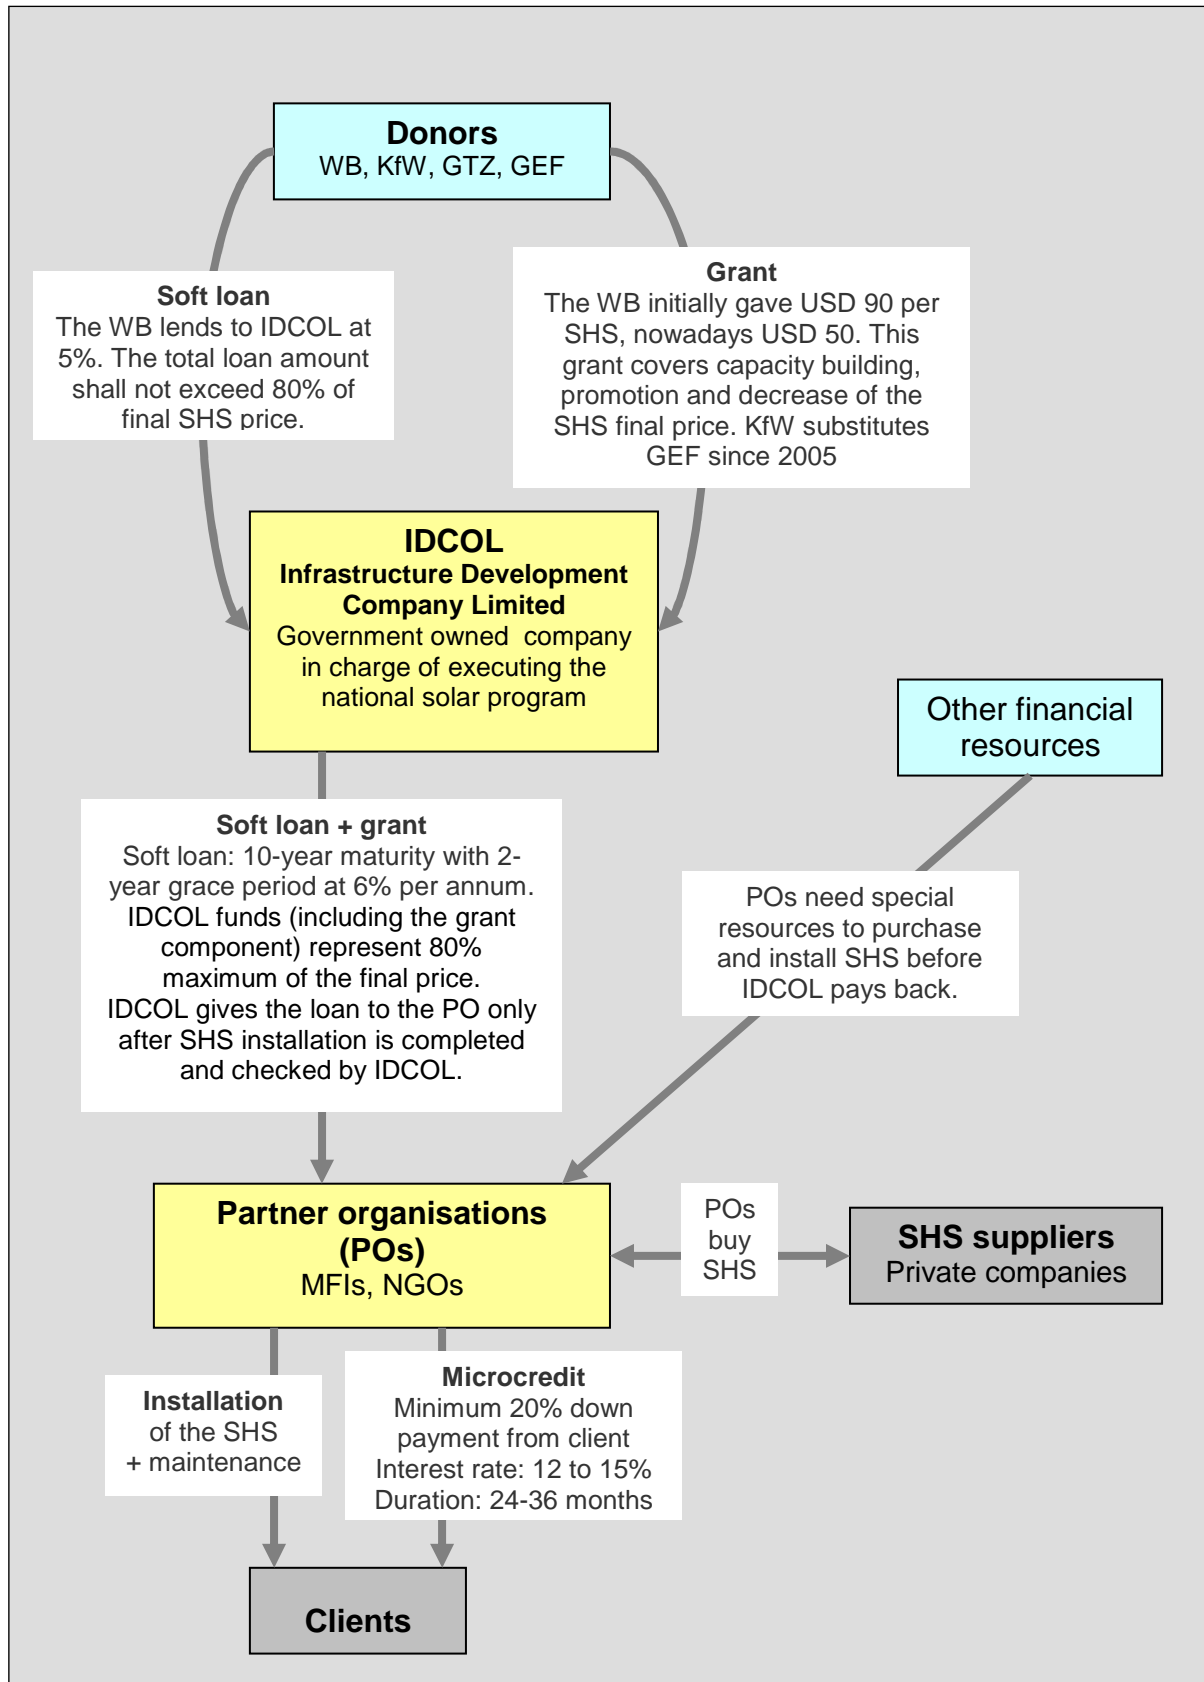 Donors
WB, KfW, GTZ, GEF
Soft loan
The WB lends to IDCOL at
5%. The total loan amount
shall not exceed 80% of
final SHS price.
Grant
The WB initially gave USD 90 per
SHS, nowadays USD 50. This
grant covers capacity building,
promotion and decrease of the
SHS final price. KfW substitutes
GEF since 2005
IDCOL
Infrastructure Development
Company Limited
Government owned company
in charge of executing the
national solar program
Other financial
resources
Soft loan + grant
Soft loan: 10-year maturity with 2-
year grace period at 6% per annum.
IDCOL funds (including the grant
component) represent 80%
maximum of the final price.
IDCOL gives the loan to the PO only
after SHS installation is completed
and checked by IDCOL.
POs need special
resources to purchase
and install SHS before
IDCOL pays back.
Partner organisations
(POs)
MFIs, NGOs
POs
buy
SHS
SHS suppliers
Private companies
Installation
of the SHS
+ maintenance
Microcredit
Minimum 20% down
payment from client
Interest rate: 12 to 15%
Duration: 24-36 months
Clients